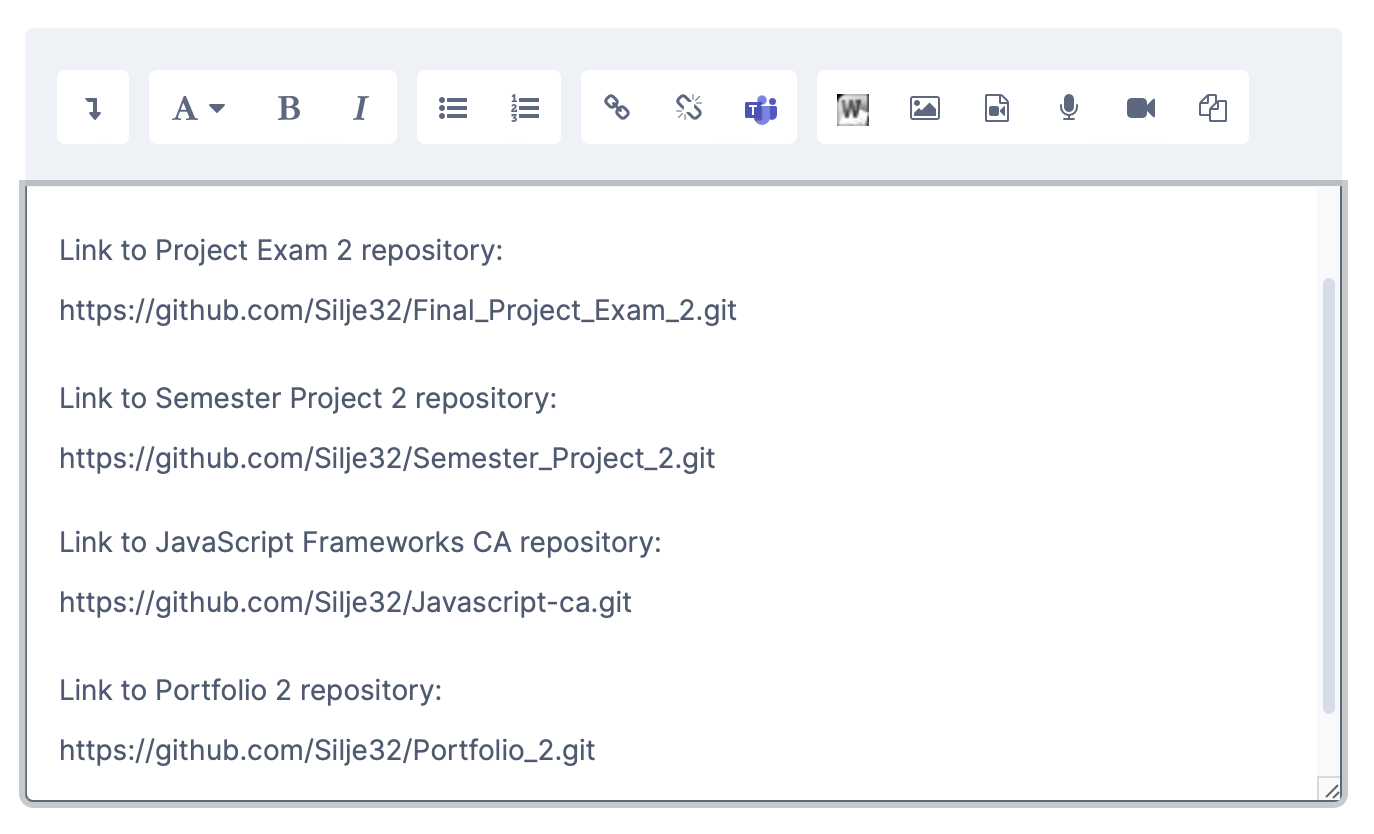 A B I
W
Link to Project Exam 2 repository:
https://github.com/Silje32/Final_Project_Exam_2.git
Link to Semester Project 2 repository:
https://github.com/Silje32/Semester_Project_2.git
Link to JavaScript Frameworks CA repository:
https://github.com/Silje32/Javascript-ca.git
Link to Portfolio 2 repository:
https://github.com/Silje32/Portfolio_2.git